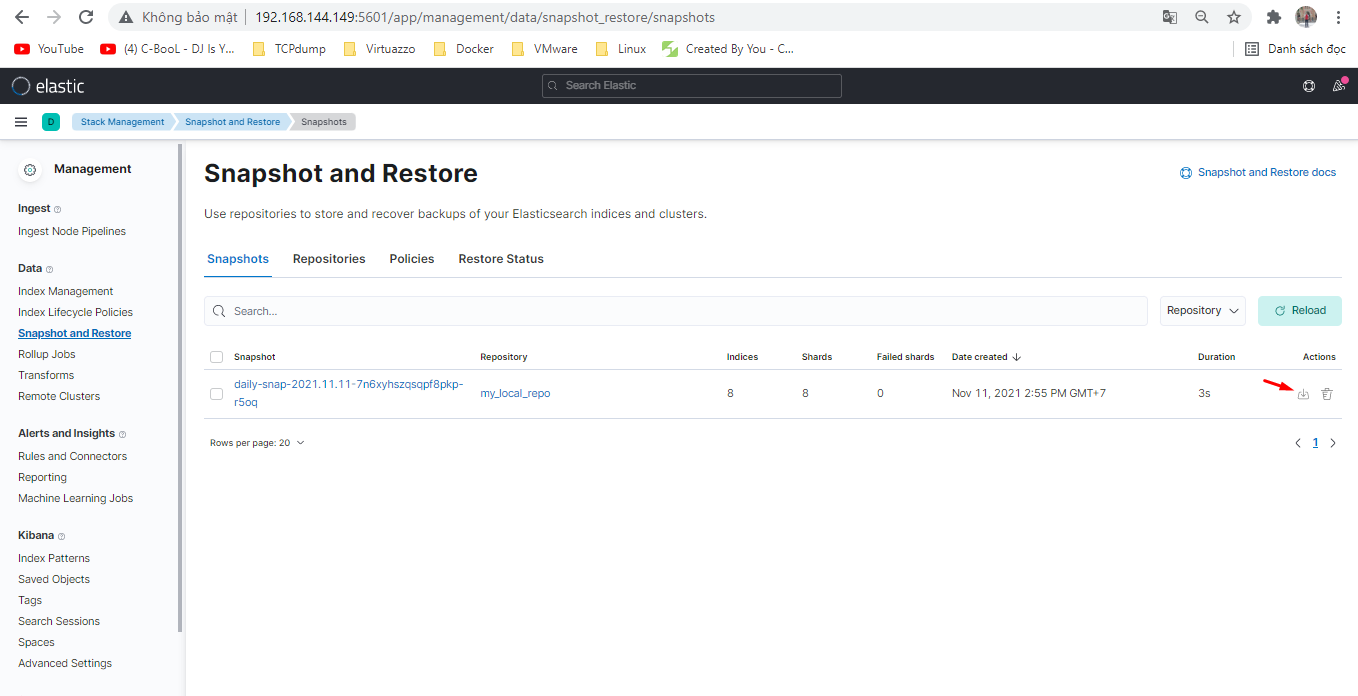 Không bảo mật 192.168.144.149:5601/app/management/data/snapshot_restore/snapshots
YouTube (4) C-BooL - DJ Is Y... TCPdump Virtuazzo Docker VMware Linux Created By You - C... Danh sách đọc
elastic Search Elastic
D Stack Management Snapshot and Restore Snapshots
Management
Ingest
Ingest Node Pipelines
Data
Index Management
Index Lifecycle Policies
Snapshot and Restore
Rollup Jobs
Transforms
Remote Clusters
Alerts and Insights
Rules and Connectors
Reporting
Machine Learning Jobs
Kibana
Index Patterns
Saved Objects
Tags
Search Sessions
Spaces
Advanced Settings
Snapshot and Restore
Snapshot and Restore docs
Use repositories to store and recover backups of your Elasticsearch indices and clusters.
Snapshots Repositories Policies Restore Status
Search... Repository Reload
Snapshot Repository Indices Shards Failed shards Date created Duration Actions
daily-snap-2021.11.11-7n6xyhszqsqpf8pkp-
r5oq
my_local_repo 8 8 0 Nov 11, 2021 2:55 PM GMT+7 3s
Rows per page: 20 1